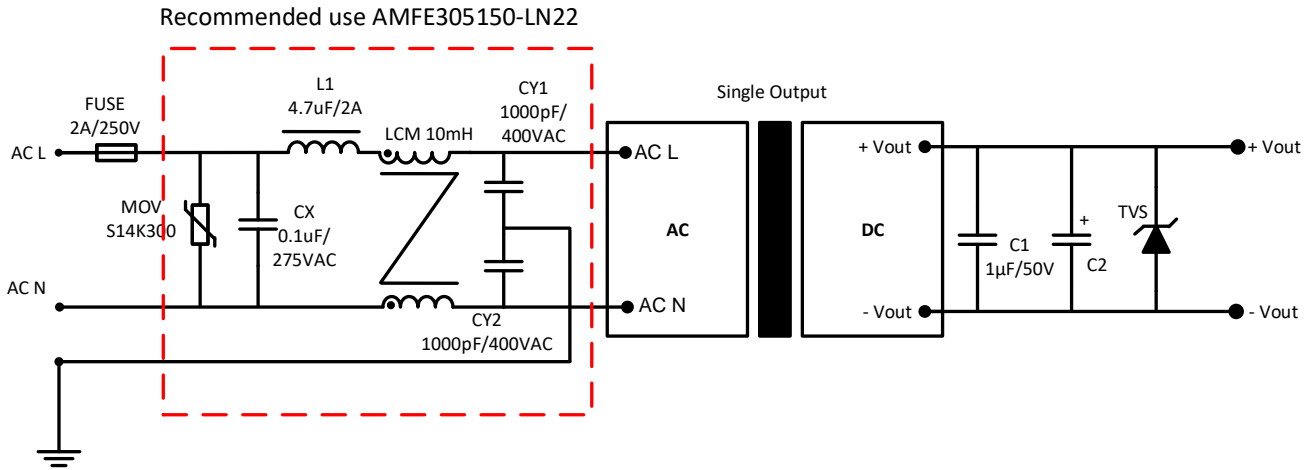 Recommended use AMFE305150-LN22
FUSE
2A/250V
L1
4.7uF/2A
LCM 10mH
CY1
1000pF/
400VAC
Single Output
AC L
AC L
+ Vout
+ Vout
MOV
S14K300
CX
0.1uF/
275VAC
AC
DC
C1
1µF/50V
+
C2
TVS
AC N
AC N
- Vout
- Vout
CY2
1000pF/400VAC